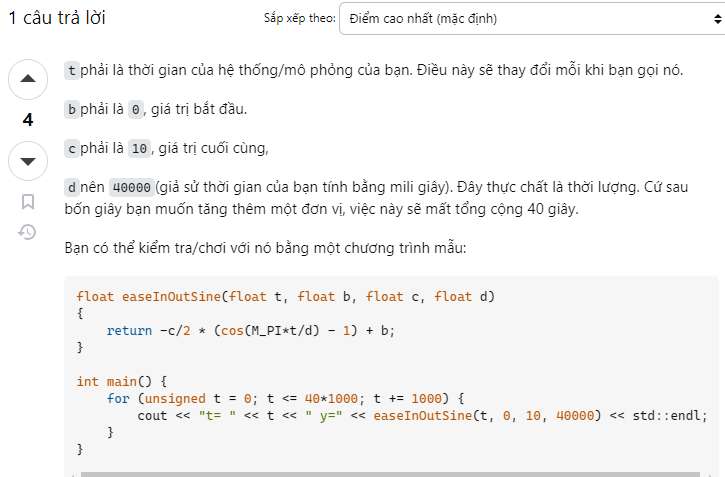 1 câu trả lời
Sắp xếp theo:
Điểm cao nhất (mặc định)
t phải là thời gian của hệ thống/mô phỏng của bạn. Điều này sẽ thay đổi mỗi khi bạn gọi nó.
4
b phải là 0, giá trị bắt đầu.
c phải là 10, giá trị cuối cùng,
d nên 40000 (giả sử thời gian của bạn tính bằng mili giây). Đây thực chất là thời lượng. Cứ sau
bốn giây bạn muốn tăng thêm một đơn vị, việc này sẽ mất tổng cộng 40 giây.
Bạn có thể kiểm tra/chơi với nó bằng một chương trình mẫu:
float easeInOutSine(float t, float b, float c, float d)
{
    return -c/2 * (cos(M_PI*t/d) - 1) + b;
}
int main() {
    for (unsigned t = 0; t <= 40*1000; t += 1000) {
        cout << "t= " << t << " y=" << easeInOutSine(t, 0, 10, 40000) << std::endl;
    }
}